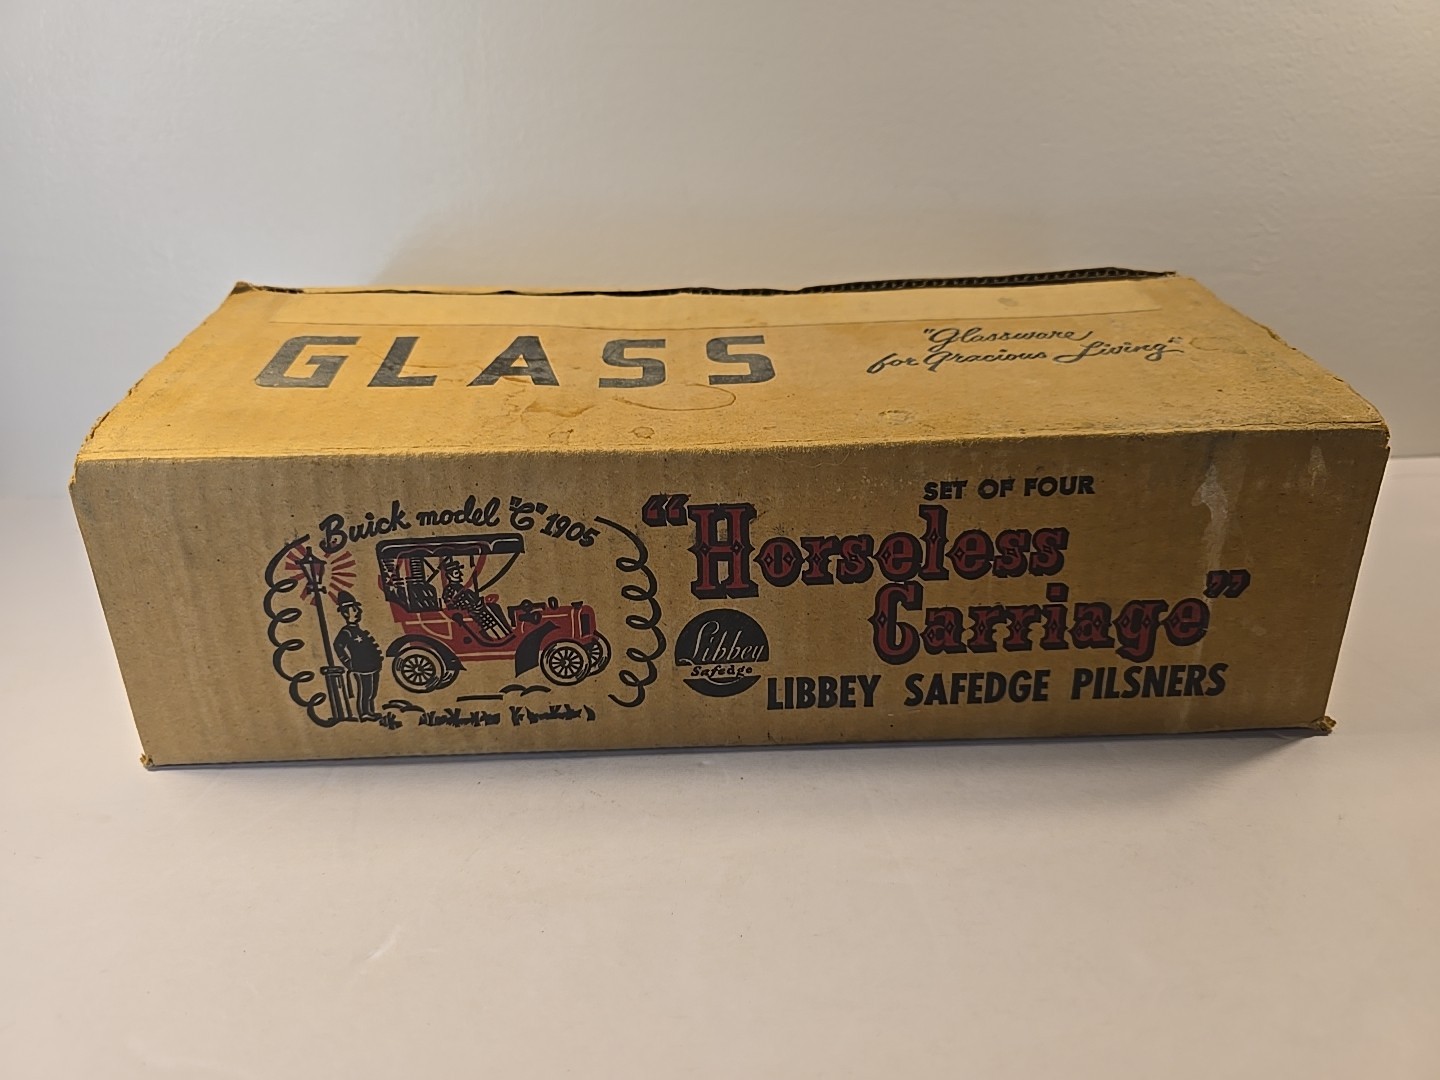 GLASS
"Glassware
for Gracious Living"
Buick model "C" 1905
SET OF FOUR
"Horseless
Carriage"
Libbey
Safedge
LIBBEY SAFEDGE PILSNERS